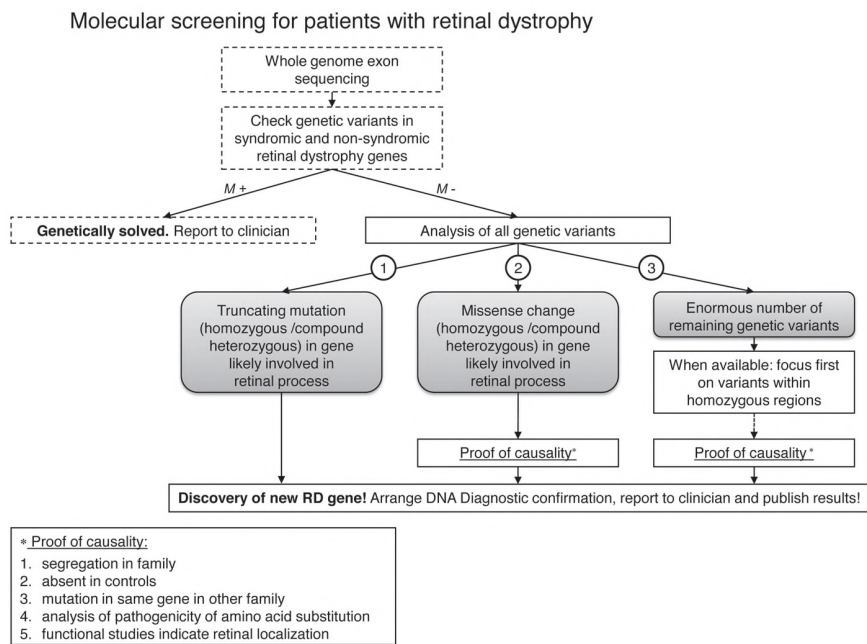 Molecular screening for patients with retinal dystrophy
Whole genome exon
sequencing
Check genetic variants in
syndromic and non-syndromic
retinal dystrophy genes
M +
M -
Genetically solved. Report to clinician
Analysis of all genetic variants
1
2
3
Truncating mutation
(homozygous /compound
heterozygous) in gene
likely involved in
retinal process
Missense change
(homozygous /compound
heterozygous) in gene
likely involved in
retinal process
Enormous number of
remaining genetic variants
When available: focus first
on variants within
homozygous regions
Proof of causality*
Proof of causality*
Discovery of new RD gene! Arrange DNA Diagnostic confirmation, report to clinician and publish results!
* Proof of causality:
1. segregation in family
2. absent in controls
3. mutation in same gene in other family
4. analysis of pathogenicity of amino acid substitution
5. functional studies indicate retinal localization